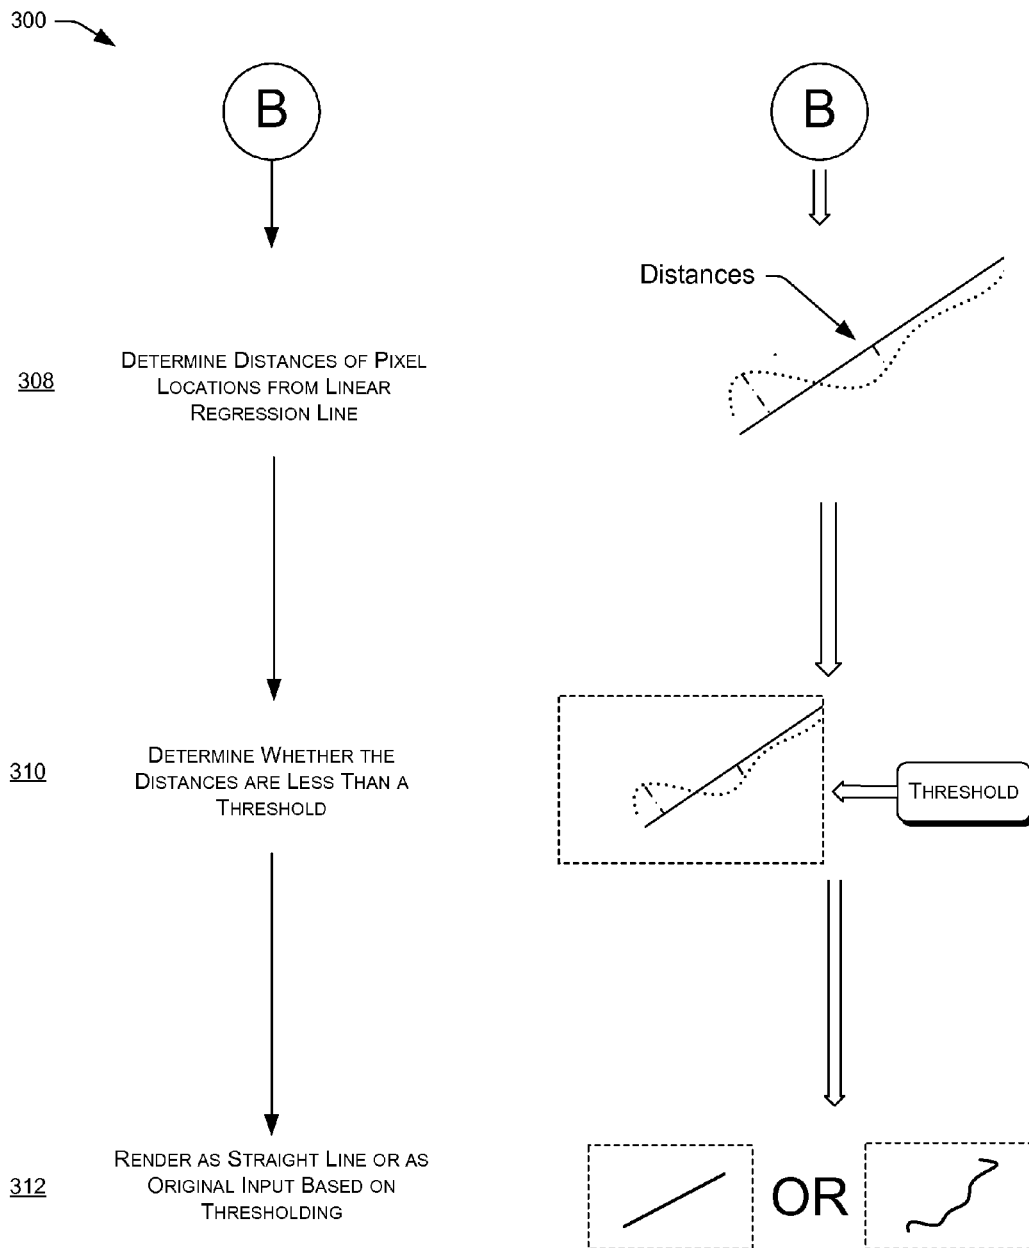 300
B
B
Distances
308
DETERMINE DISTANCES OF PIXEL
LOCATIONS FROM LINEAR
REGRESSION LINE
310
DETERMINE WHETHER THE
DISTANCES ARE LESS THAN A
THRESHOLD
THRESHOLD
312
RENDER AS STRAIGHT LINE OR AS
ORIGINAL INPUT BASED ON
THRESHOLDING
OR